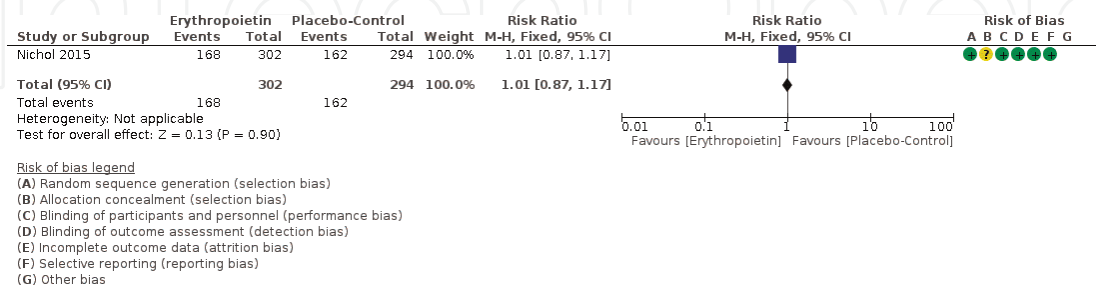 Erythropoietin Placebo-Control Risk Ratio Risk Ratio Risk of Bias
Study or Subgroup Events Total Events Total Weight M-H, Fixed, 95% CI M-H, Fixed, 95% CI A B C D E F G
Nichol 2015 168 302 162 294 100.0% 1.01 [0.87, 1.17] + ? + + + +
Total (95% CI) 302 294 100.0% 1.01 [0.87, 1.17]
Total events 168 162
Heterogeneity: Not applicable
Test for overall effect: Z = 0.13 (P = 0.90)
0.01 0.1 1 10 100
Favours [Erythropoietin] Favours [Placebo-Control]
Risk of bias legend
(A) Random sequence generation (selection bias)
(B) Allocation concealment (selection bias)
(C) Blinding of participants and personnel (performance bias)
(D) Blinding of outcome assessment (detection bias)
(E) Incomplete outcome data (attrition bias)
(F) Selective reporting (reporting bias)
(G) Other bias